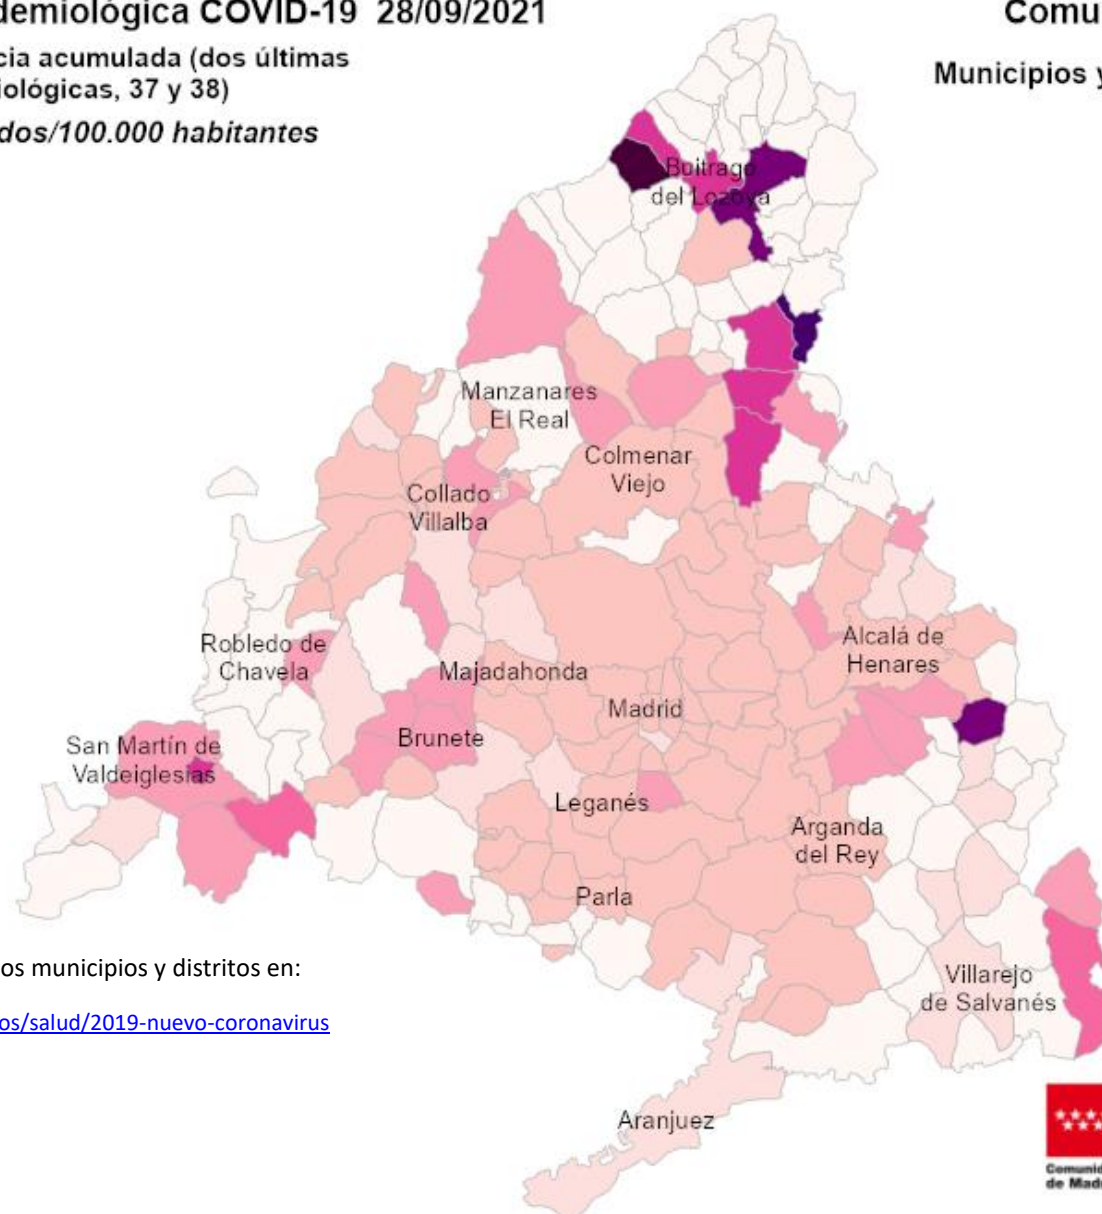 demiológica COVID-19 28/09/2021
cia acumulada (dos últimas
iológicas, 37 y 38)
dos/100.000 habitantes
Comu
Municipios y
Buitrago
del Lozoya
Manzanares
El Real
Colmenar
Viejo
Collado
Villalba
Robledo de
Chavela
Majadahonda
Alcalá de
Henares
Madrid
Brunete
San Martín de
Valdeiglesias
Leganés
Arganda
del Rey
Parla
os municipios y distritos en:
Villarejo
de Salvanés
os/salud/2019-nuevo-coronavirus
Aranjuez
Comunid
de Madr